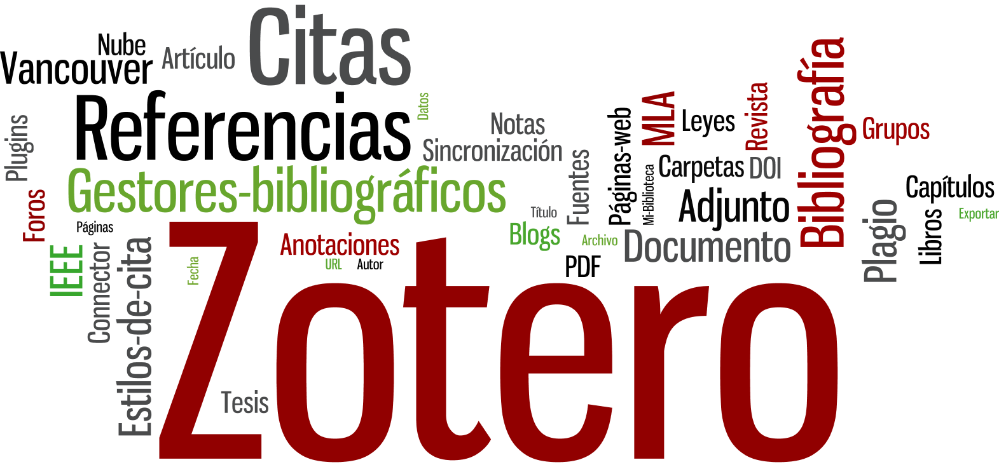 Citas
Nube
Artículo
Vancouver
Referencias
Datos
Plugins
Notas
Sincronización
Gestores-bibliográficos
Foros
Páginas
IEEE
Connector
Estilos-de-cita
Fecha
Anotaciones
URL
Autor
Título
Blogs
Archivo
PDF
Fuentes
Páginas-web
Mi-Biblioteca
MLA
Leyes
Revista
Carpetas
DOI
Adjunto
Documento
Bibliografía
Grupos
Capítulos
Exportar
Plagio
Libros
Tesis
Zotero